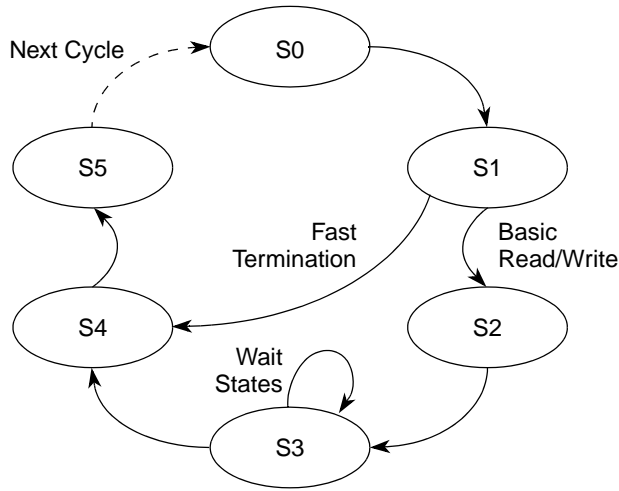 Next Cycle
S0
S5
S1
Fast
Termination
Basic
Read/Write
S4
S2
Wait
States
S3